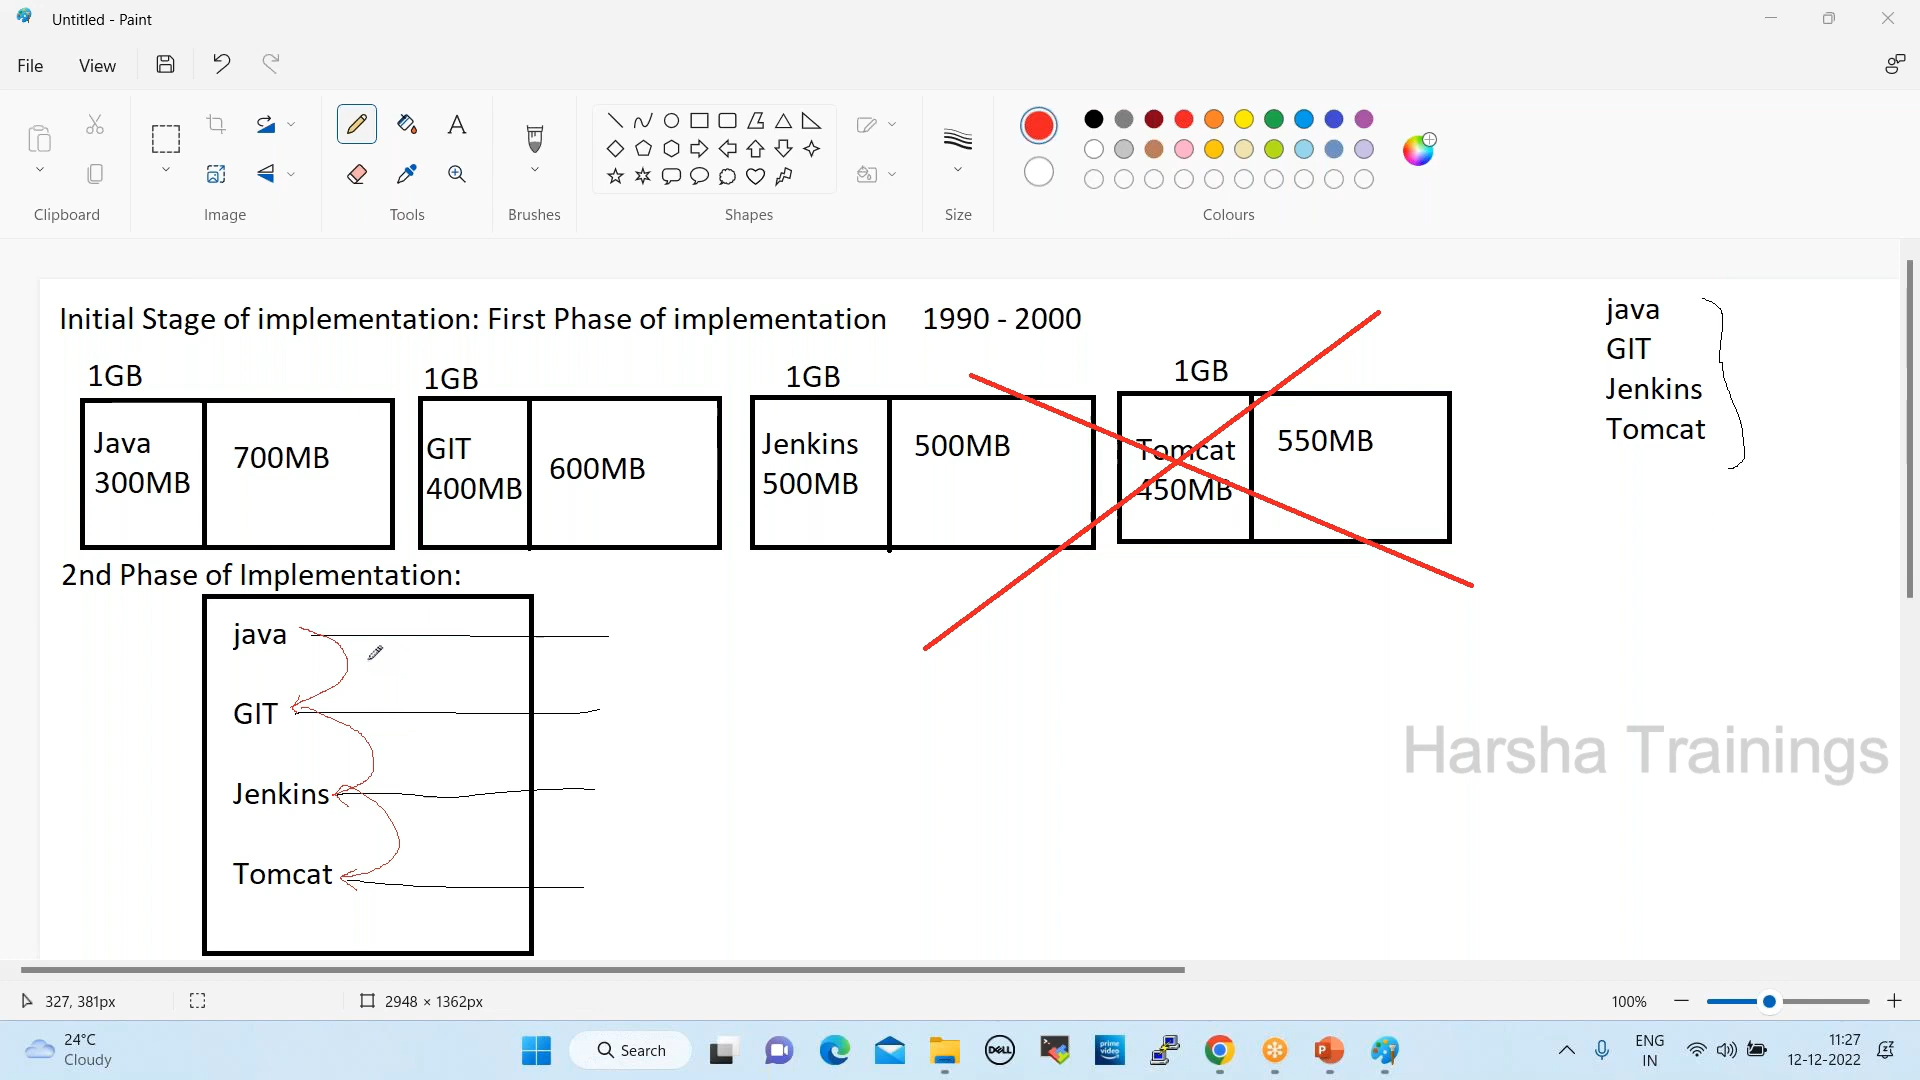 Untitled - Paint
File View
Clipboard
Image
Tools
Brushes
Shapes
Size
Colours
Initial Stage of implementation: First Phase of implementation 1990 - 2000
1GB 1GB 1GB 1GB
Java
300MB
700MB
GIT
400MB
600MB
Jenkins
500MB
500MB
Tomcat
450MB
550MB
java
GIT
Jenkins
Tomcat
2nd Phase of Implementation:
java
GIT
Jenkins
Tomcat
Harsha Trainings
327, 381px
2948 × 1362px
100%
24°C
Cloudy
Search
DELL
prime
video
ENG
IN
11:27
12-12-2022